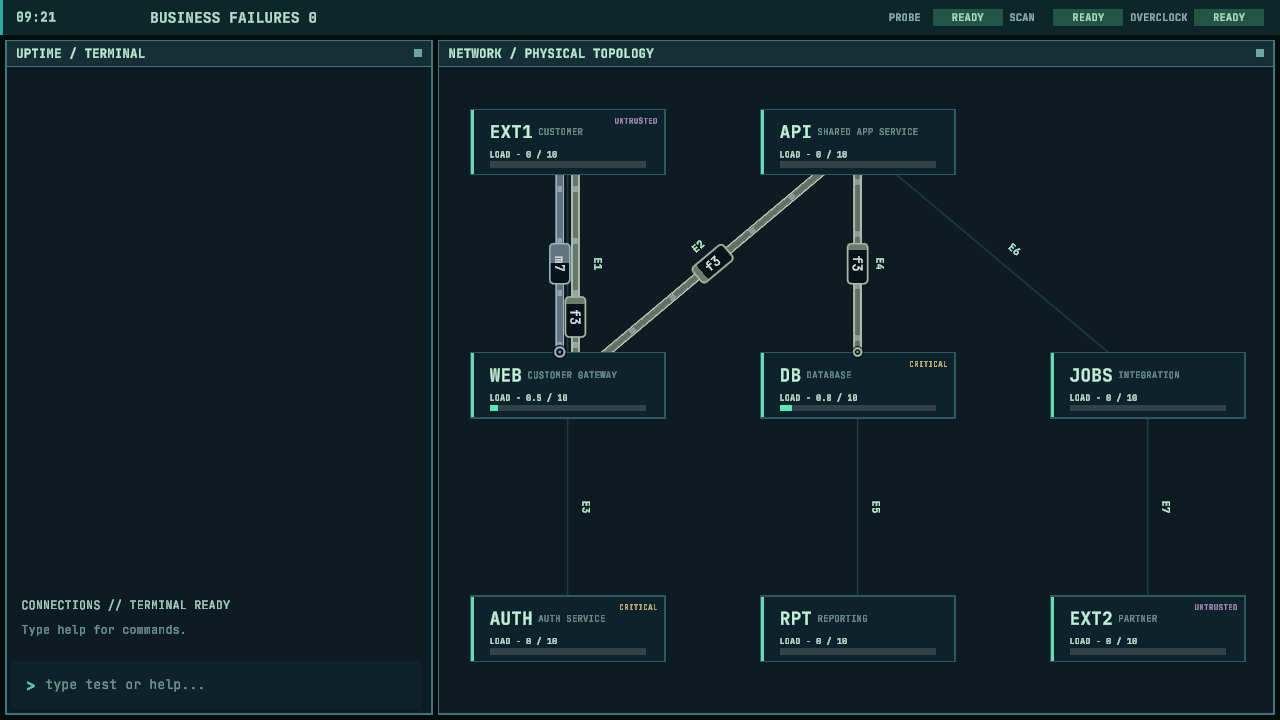 09:21 BUSINESS FAILURES 0 PROBE READY SCAN READY OVERCLOCK READY
UPTIME / TERMINAL
CONNECTIONS // TERMINAL READY
Type help for commands.
> type test or help...
NETWORK / PHYSICAL TOPOLOGY
UNTRUSTED
EXT1 CUSTOMER
LOAD - 0 / 10
API SHARED APP SERVICE
LOAD - 0 / 10
m7
f3
E1
E2
f3
f3
E4
E6
WEB CUSTOMER GATEWAY
LOAD - 0.5 / 10
CRITICAL
DB DATABASE
LOAD - 0.8 / 10
JOBS INTEGRATION
LOAD - 0 / 10
E3
E5
E7
CRITICAL
AUTH AUTH SERVICE
LOAD - 0 / 10
RPT REPORTING
LOAD - 0 / 10
UNTRUSTED
EXT2 PARTNER
LOAD - 0 / 10